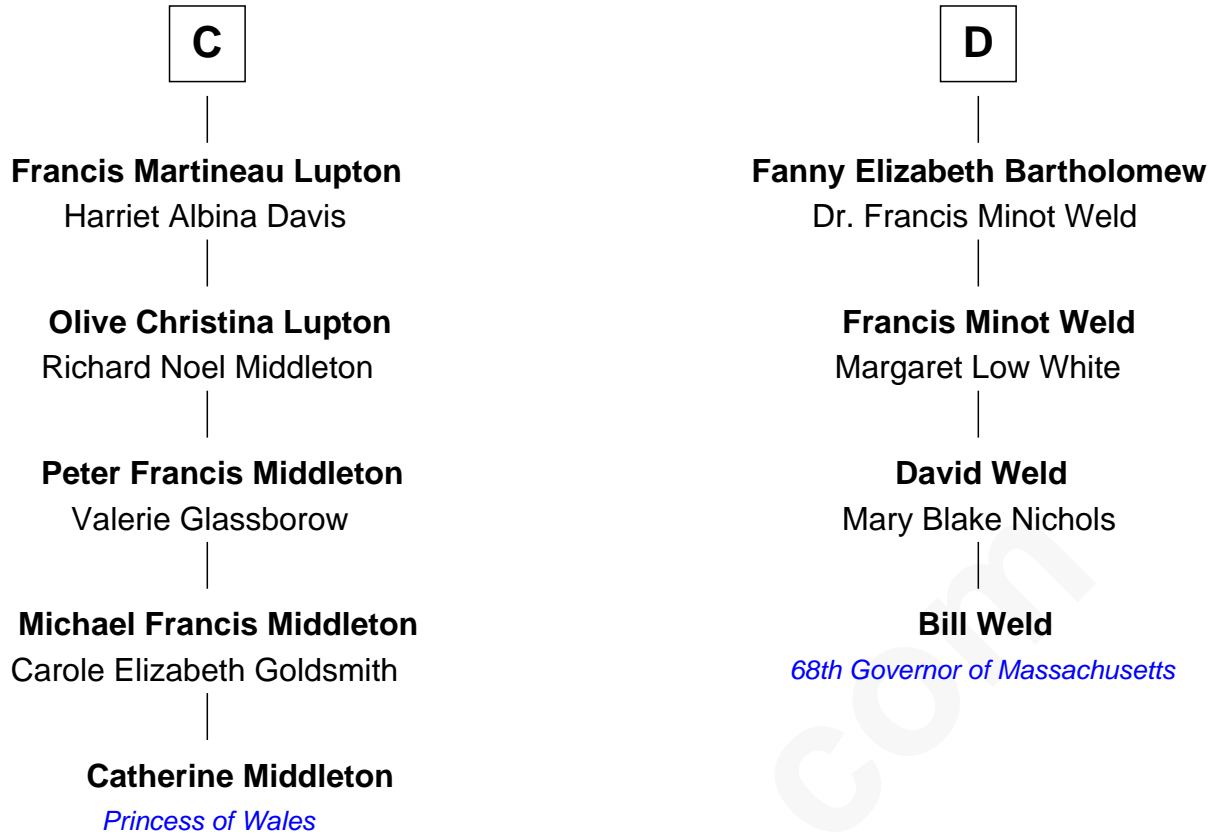 C
Francis Martineau Lupton
Harriet Albina Davis
Olive Christina Lupton
Richard Noel Middleton
Peter Francis Middleton
Valerie Glassborow
Michael Francis Middleton
Carole Elizabeth Goldsmith
Catherine Middleton
Princess of Wales
D
Fanny Elizabeth Bartholomew
Dr. Francis Minot Weld
Francis Minot Weld
Margaret Low White
David Weld
Mary Blake Nichols
Bill Weld
68th Governor of Massachusetts
com